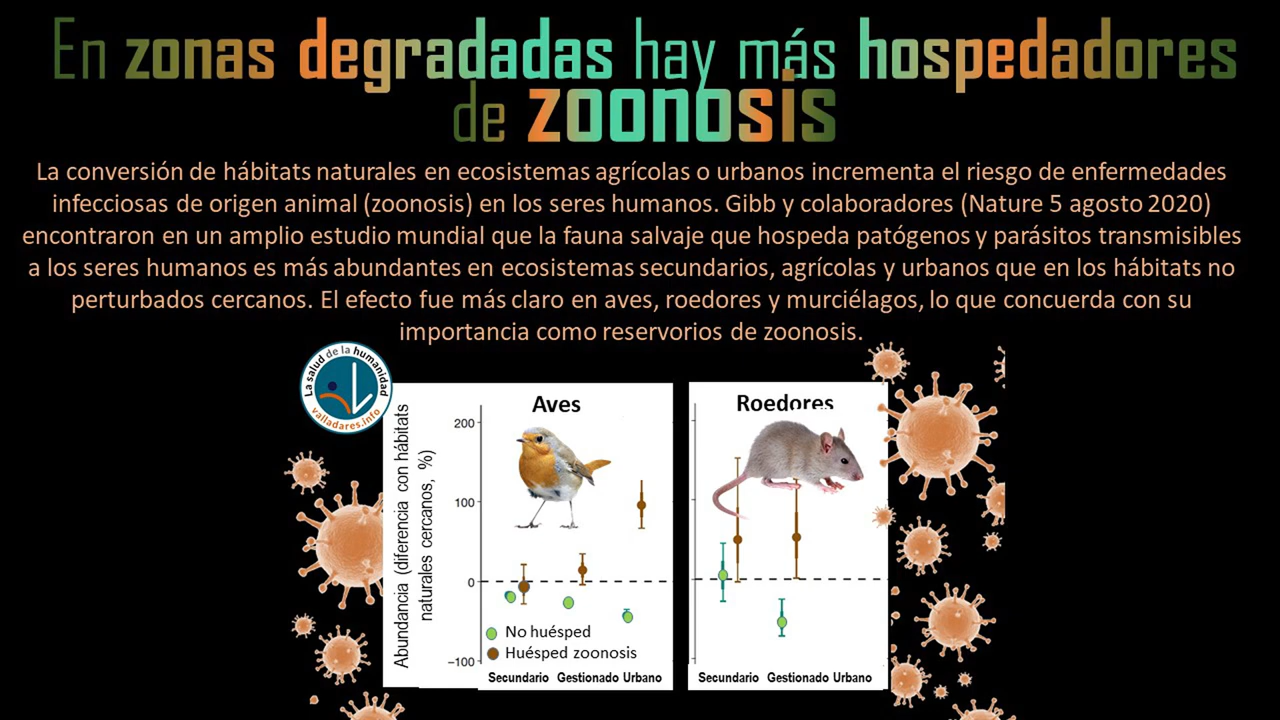 En zonas degradadas hay más hospedadores
de zoonosis
La conversión de hábitats naturales en ecosistemas agrícolas o urbanos incrementa el riesgo de enfermedades
infecciosas de origen animal (zoonosis) en los seres humanos. Gibb y colaboradores (Nature 5 agosto 2020)
encontraron en un amplio estudio mundial que la fauna salvaje que hospeda patógenos y parásitos transmisibles
a los seres humanos es más abundantes en ecosistemas secundarios, agrícolas y urbanos que en los hábitats no
perturbados cercanos. El efecto fue más claro en aves, roedores y murciélagos, lo que concuerda con su
importancia como reservorios de zoonosis.
La salud de la humanidad
valladares.info
Abundancia (diferencia con hábitats
naturales cercanos, %)
Aves
200
100
0
−100
No huésped
Huésped zoonosis
Secundario Gestionado Urbano
Roedores
Secundario Gestionado Urbano